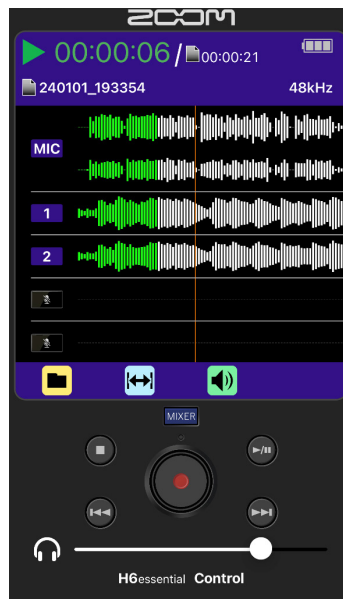 ZOOM
00:00:06/00:00:21
240101_193354 48kHz
MIC
1
2
MIXER
H6essential Control